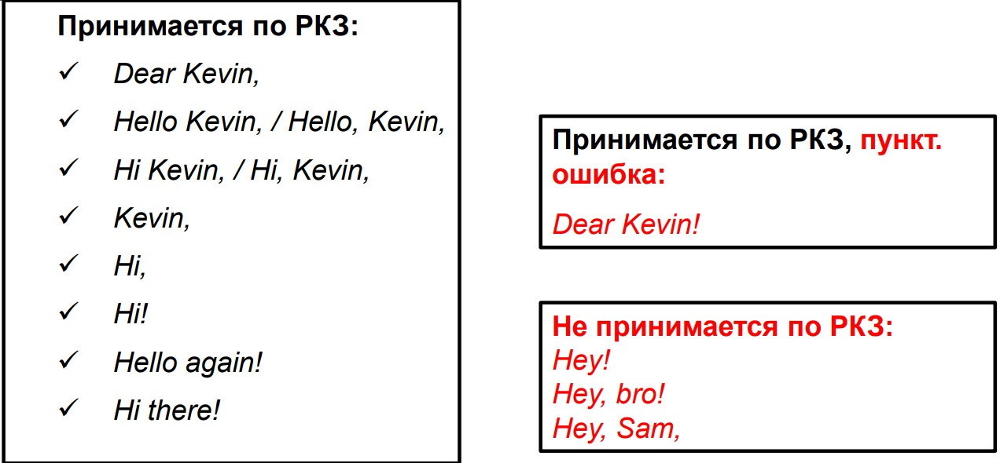 Принимается по РКЗ:
✓ Dear Kevin,
✓ Hello Kevin, / Hello, Kevin,
✓ Hi Kevin, / Hi, Kevin,
✓ Kevin,
✓ Hi,
✓ Hi!
✓ Hello again!
✓ Hi there!
Принимается по РКЗ, пункт.
ошибка:
Dear Kevin!
Не принимается по РКЗ:
Hey!
Hey, bro!
Hey, Sam,